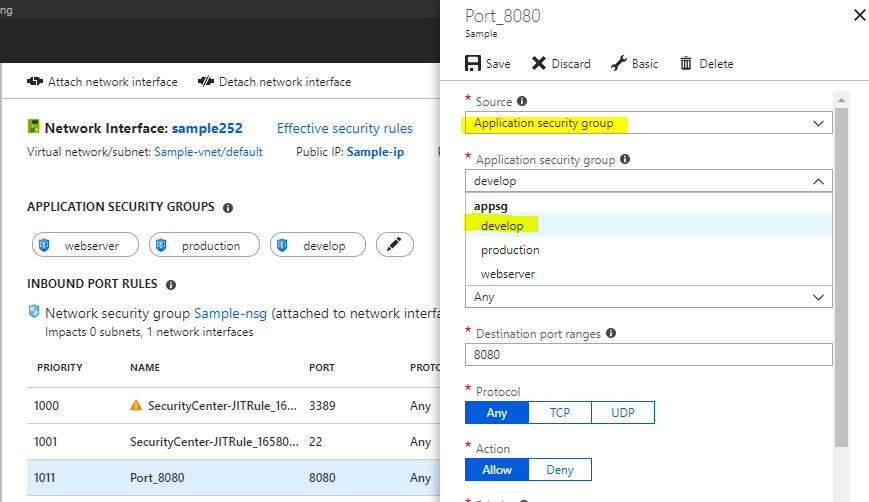 ng
Attach network interface
Detach network interface
Network Interface: sample252
Effective security rules
Virtual network/subnet: Sample-vnet/default
Public IP: Sample-ip
APPLICATION SECURITY GROUPS
webserver
production
develop
INBOUND PORT RULES
Network security group Sample-nsg (attached to network interfa
Impacts 0 subnets, 1 network interfaces
PRIORITY NAME PORT PROTO
1000 SecurityCenter-JITRule_16... 3389 Any
1001 SecurityCenter-JITRule_16580... 22 Any
1011 Port_8080 8080 Any
Port_8080
Sample
Save
Discard
Basic
Delete
* Source
Application security group
* Application security group
develop
appsg
develop
production
webserver
Any
* Destination port ranges
8080
* Protocol
Any TCP UDP
* Action
Allow Deny